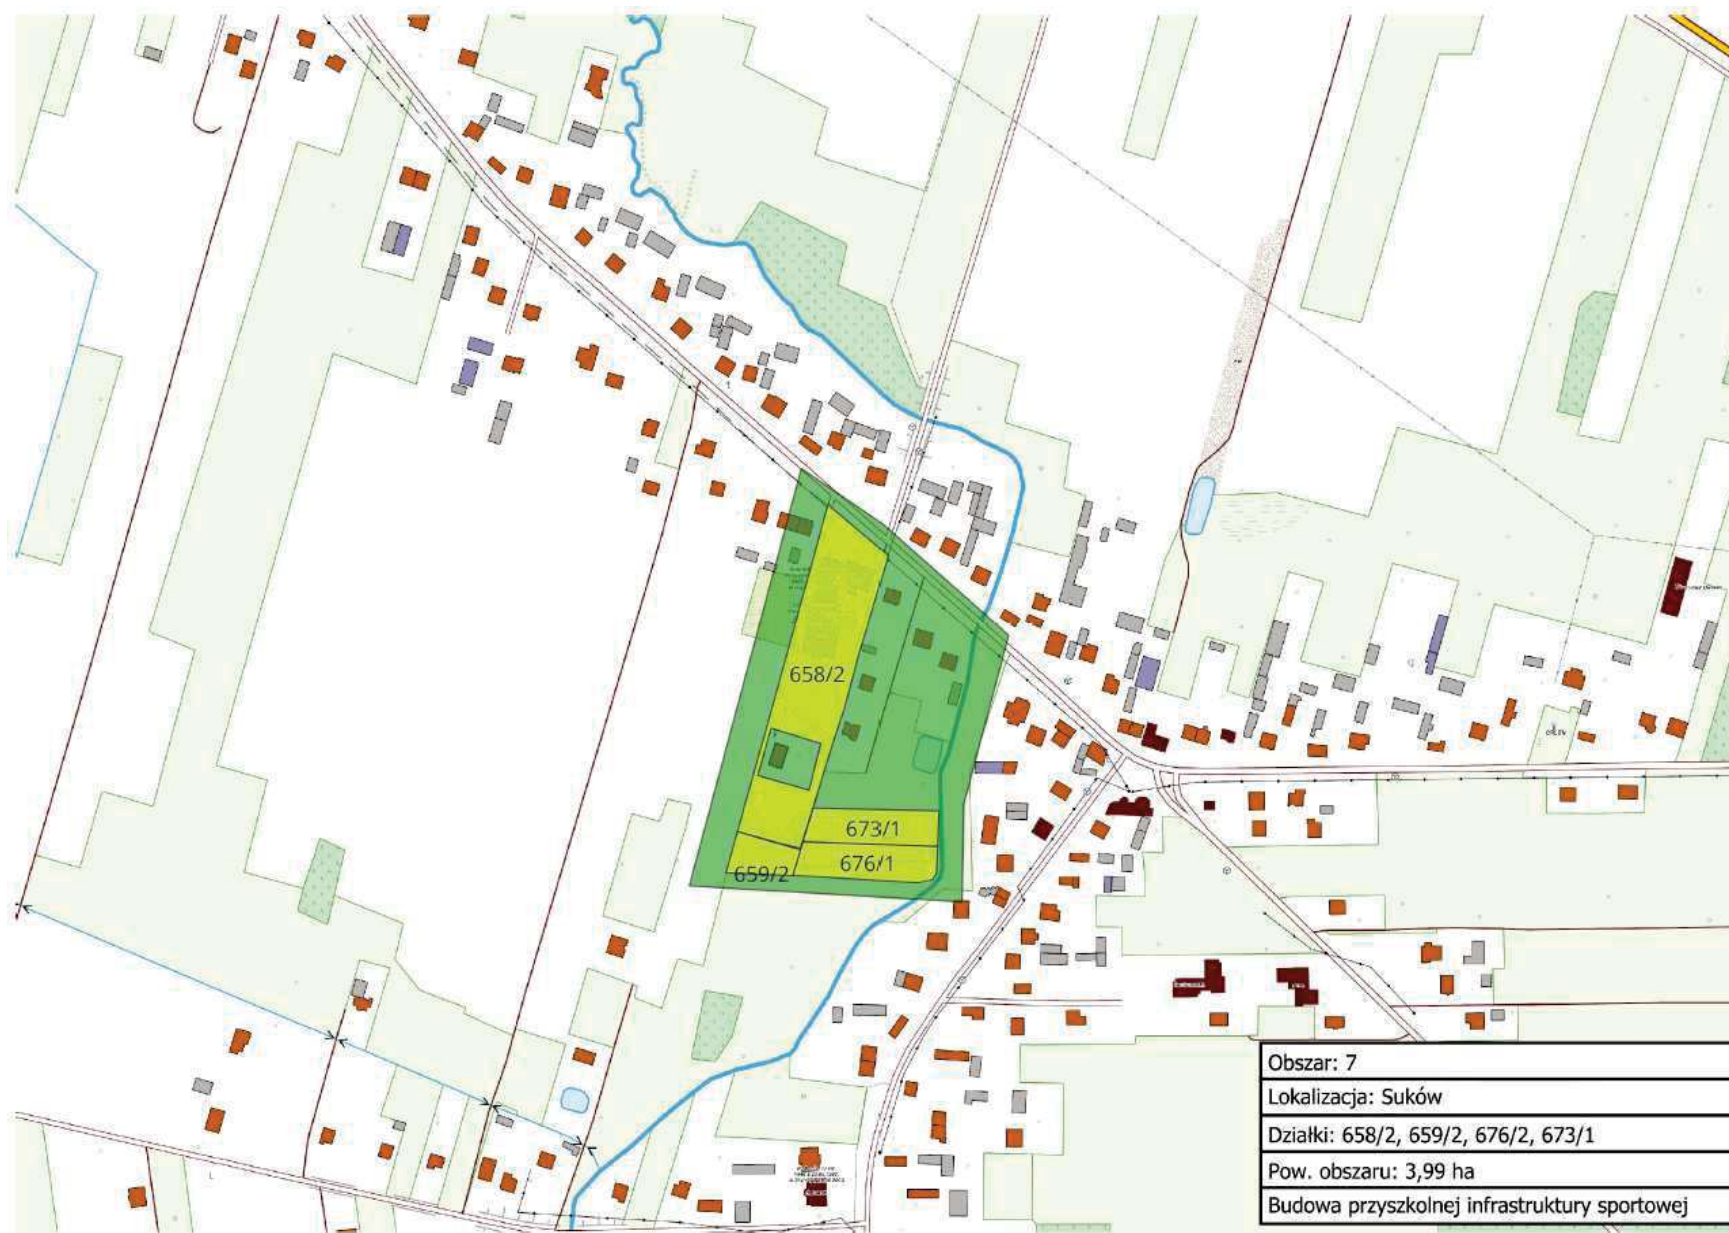 658/2
673/1
676/1
659/2
Obszar: 7
Lokalizacja: Suków
Działki: 658/2, 659/2, 676/2, 673/1
Pow. obszaru: 3,99 ha
Budowa przyszkolnej infrastruktury sportowej